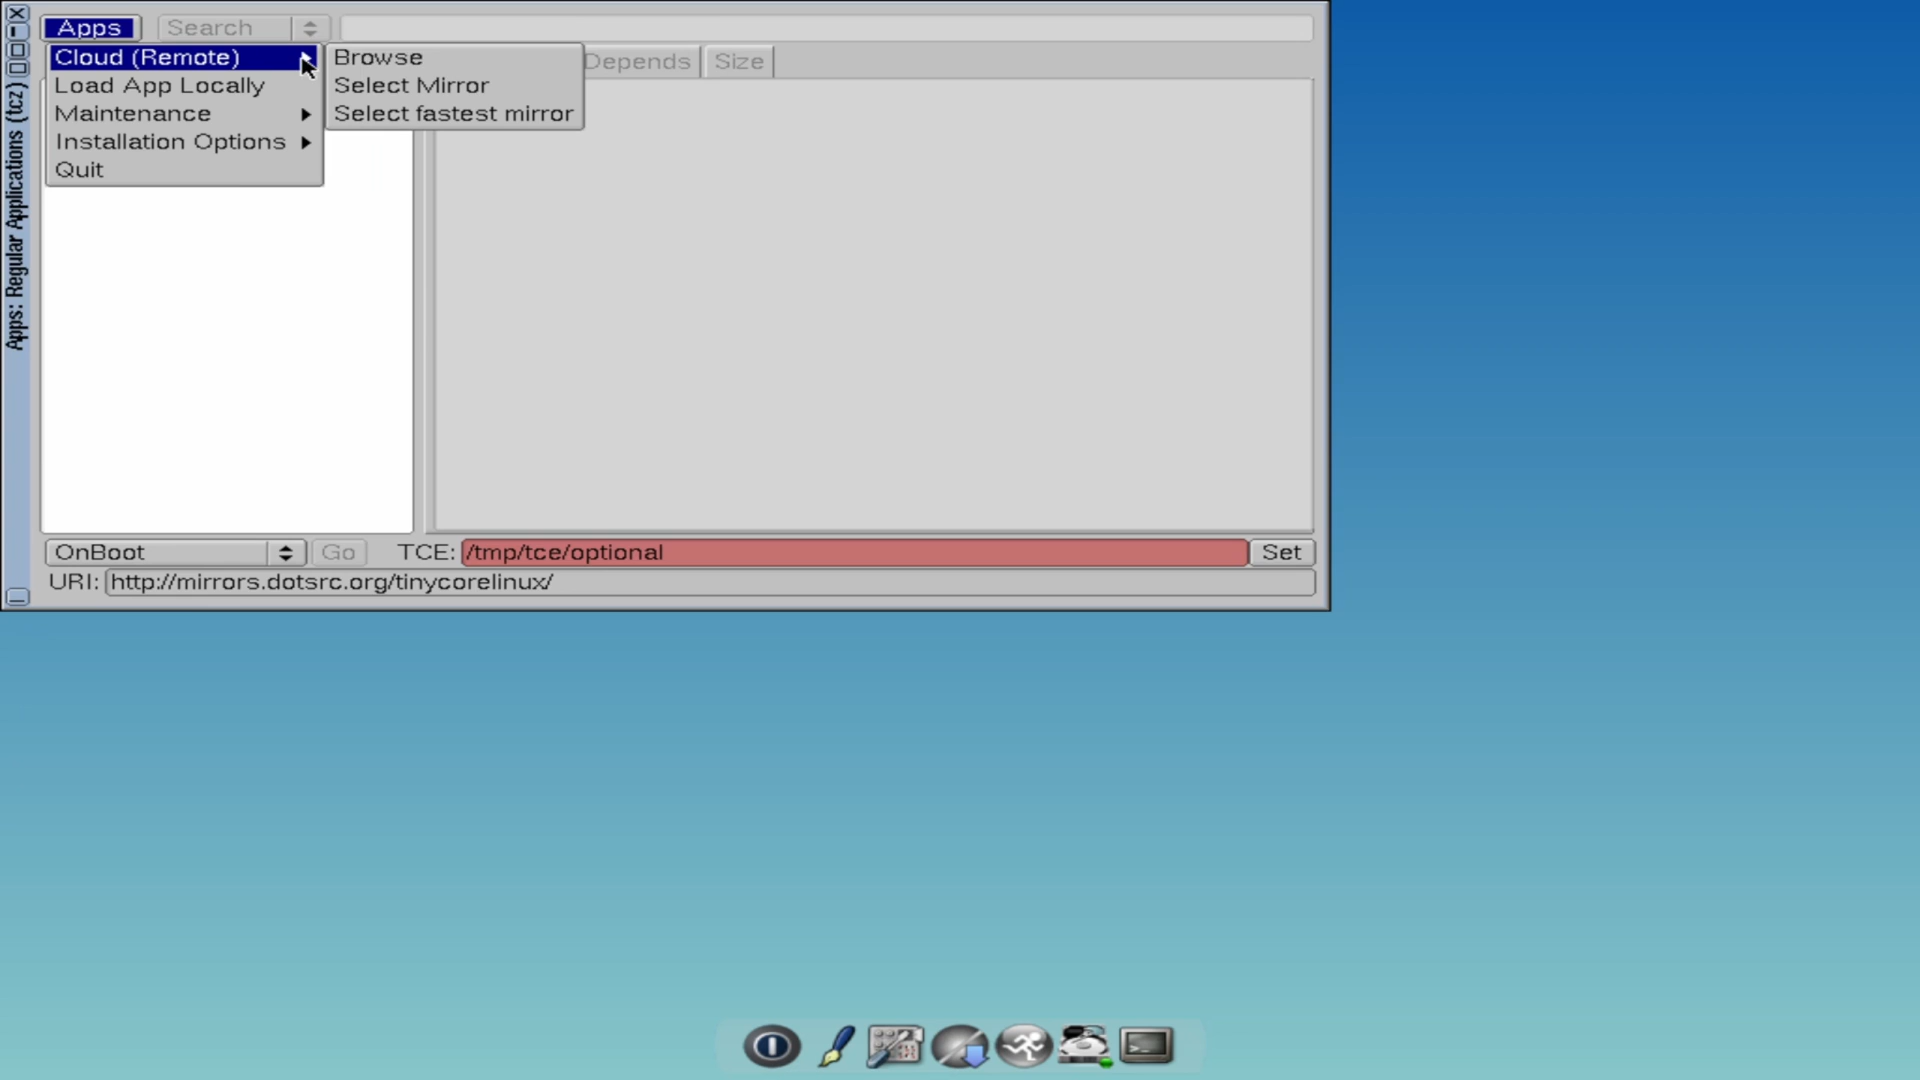 Apps Search
Cloud (Remote) Browse
Depends Size
Load App Locally Select Mirror
Maintenance Select fastest mirror
Installation Options
Quit
Apps: Regular Applications (tcz)
OnBoot Go TCE: /tmp/tce/optional Set
URI: http://mirrors.dotsrc.org/tinycorelinux/